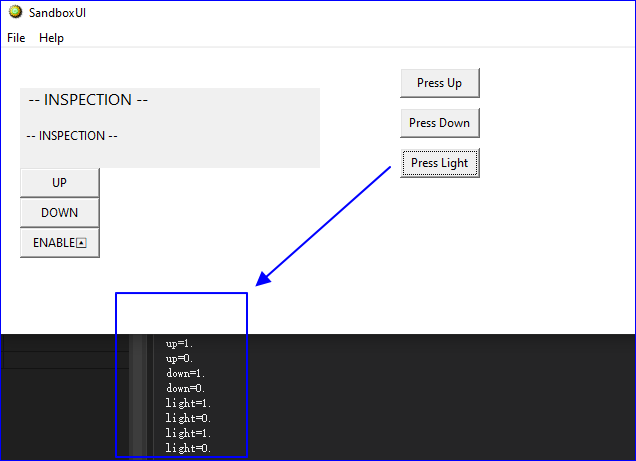 SandboxUI
File Help
-- INSPECTION --
-- INSPECTION --
UP
DOWN
ENABLE
Press Up
Press Down
Press Light
up=1.
up=0.
down=1.
down=0.
light=1.
light=0.
light=1.
light=0.